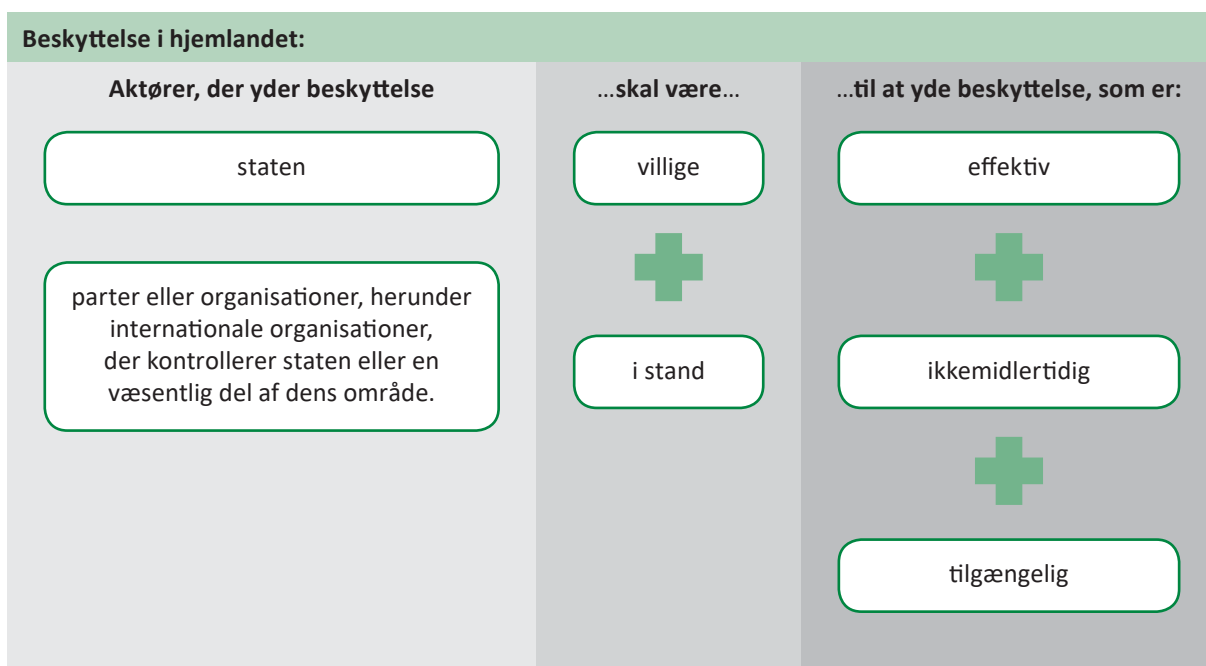 Beskyttelse i hjemlandet:
Aktører, der yder beskyttelse
staten
parter eller organisationer, herunder
internationale organisationer,
der kontrollerer staten eller en
væsentlig del af dens område.
...skal være...
villige
i stand
...til at yde beskyttelse, som er:
effektiv
ikkemidlertidig
tilgængelig